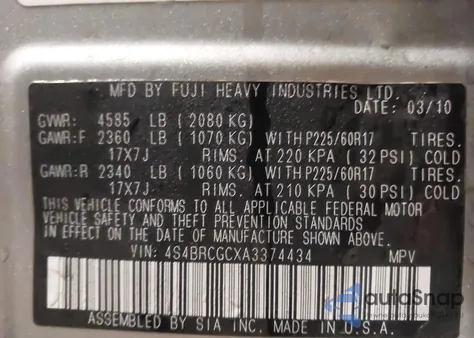 MFD BY FUJI HEAVY INDUSTRIES LTD.
DATE: 03/10
GVWR: 4585 LB ( 2080 KG)
GAWR:F 2360 LB ( 1070 KG) WITH P225/60R17 TIRES.
17X7J RIMS. AT 220 KPA ( 32 PSI) COLD
GAWR:R 2340 LB ( 1060 KG) WITH P225/60R17 TIRES.
17X7J RIMS. AT 210 KPA ( 30 PSI) COLD
THIS VEHICLE CONFORMS TO ALL APPLICABLE FEDERAL MOTOR
VEHICLE SAFETY AND THEFT PREVENTION STANDARDS
IN EFFECT ON THE DATE OF MANUFACTURE SHOWN ABOVE.
VIN: 4S4BRCGCXA3374434 MPV
ASSEMBLED BY SIA INC. MADE IN U.S.A.
autoSnap